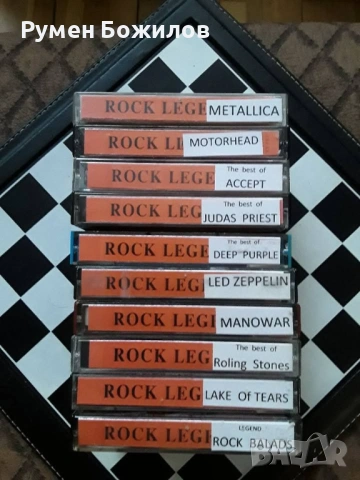 Румен Божилов
ROCK LEGE METALLICA
ROCK LE MOTORHEAD
ROCK LEGE The best of
ACCEPT
ROCK LEGE The best of
JUDAS PRIEST
ROCK LEGE The best of
DEEP PURPLE
ROCK LEGE LED ZEPPELIN
ROCK LEGE MANOWAR
ROCK LEG The best of
Roling Stones
ROCK LEG LAKE Of TEARS
ROCK LEGE LEGEND
ROCK BALADS
BAZAR